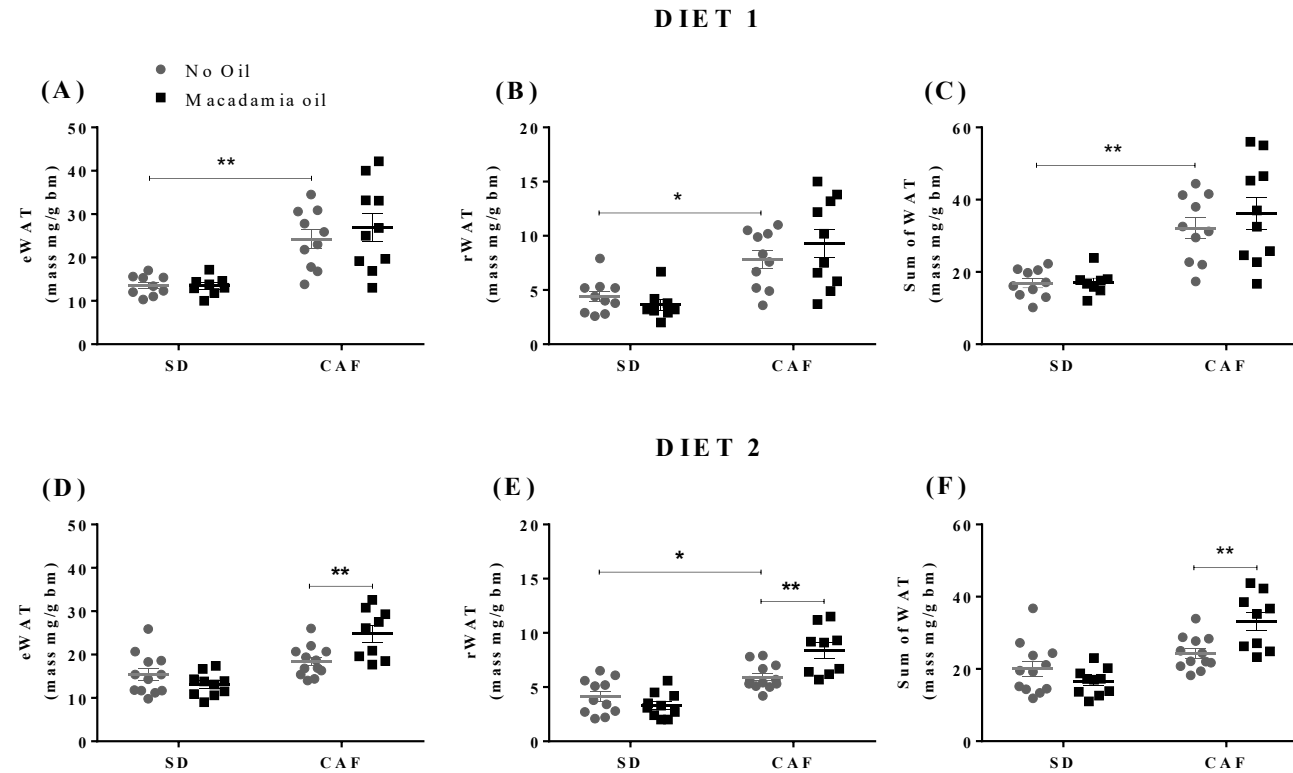 DIET 1
No Oil
Macadamia oil
(A)
(B)
(C)
eWAT
(mass mg/g bm)
50
40
30
20
10
0
**
SD
CAF
rWAT
(mass mg/g bm)
20
15
10
5
0
*
SD
CAF
Sum of WAT
(mass mg/g bm)
60
40
20
0
**
SD
CAF
DIET 2
(D)
(E)
(F)
eWAT
(mass mg/g bm)
50
40
30
20
10
0
**
SD
CAF
rWAT
(mass mg/g bm)
20
15
10
5
0
*
**
SD
CAF
Sum of WAT
(mass mg/g bm)
60
40
20
0
**
SD
CAF